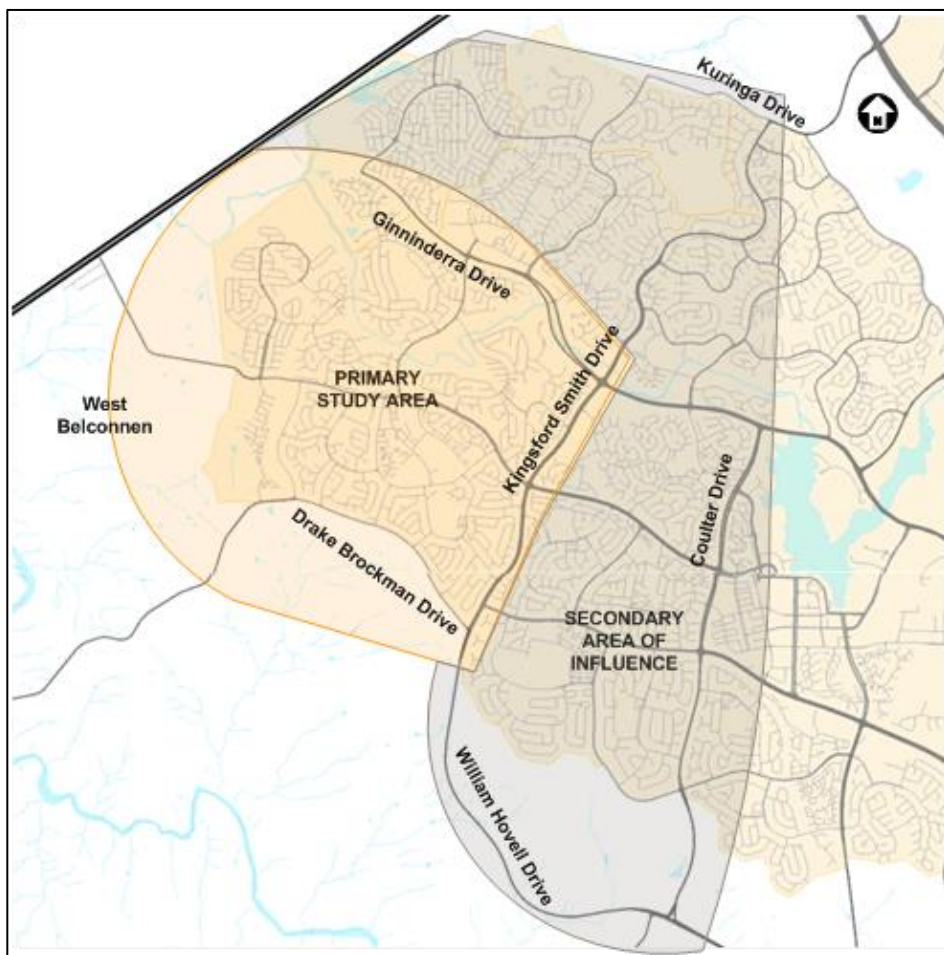 Kuringa Drive
N
Ginninderra Drive
Kingsford Smith Drive
PRIMARY
STUDY AREA
West
Belconnen
Coulter Drive
Drake Brockman Drive
SECONDARY
AREA OF
INFLUENCE
William Hovell Drive